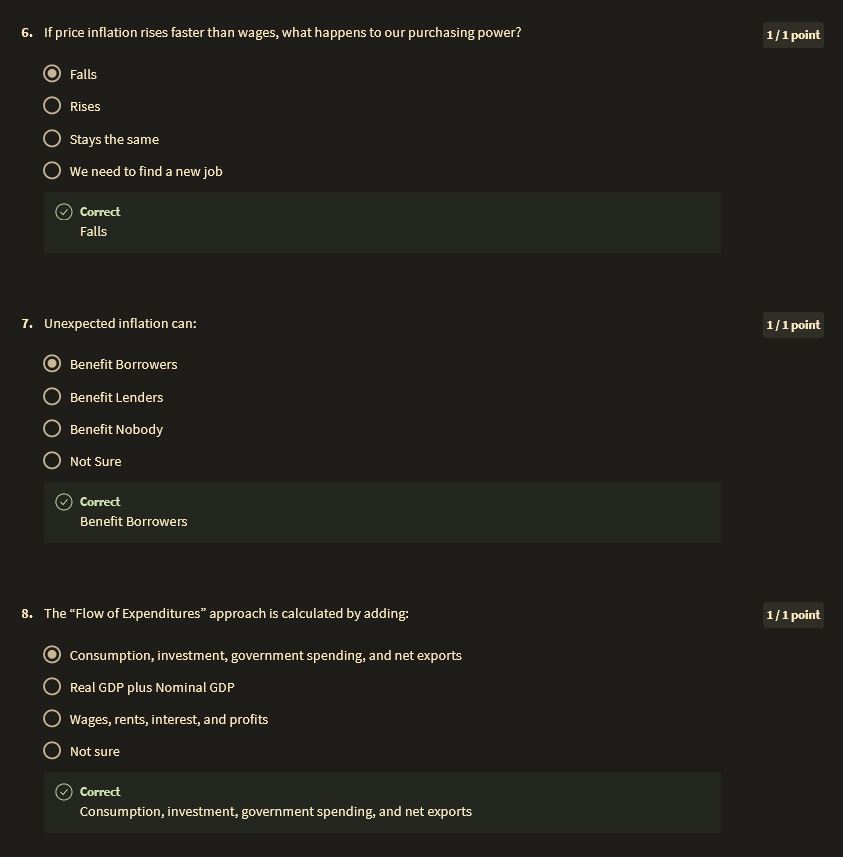 6. If price inflation rises faster than wages, what happens to our purchasing power?
1 / 1 point
Falls
Rises
Stays the same
We need to find a new job
Correct
Falls
7. Unexpected inflation can:
1 / 1 point
Benefit Borrowers
Benefit Lenders
Benefit Nobody
Not Sure
Correct
Benefit Borrowers
8. The “Flow of Expenditures” approach is calculated by adding:
1 / 1 point
Consumption, investment, government spending, and net exports
Real GDP plus Nominal GDP
Wages, rents, interest, and profits
Not sure
Correct
Consumption, investment, government spending, and net exports